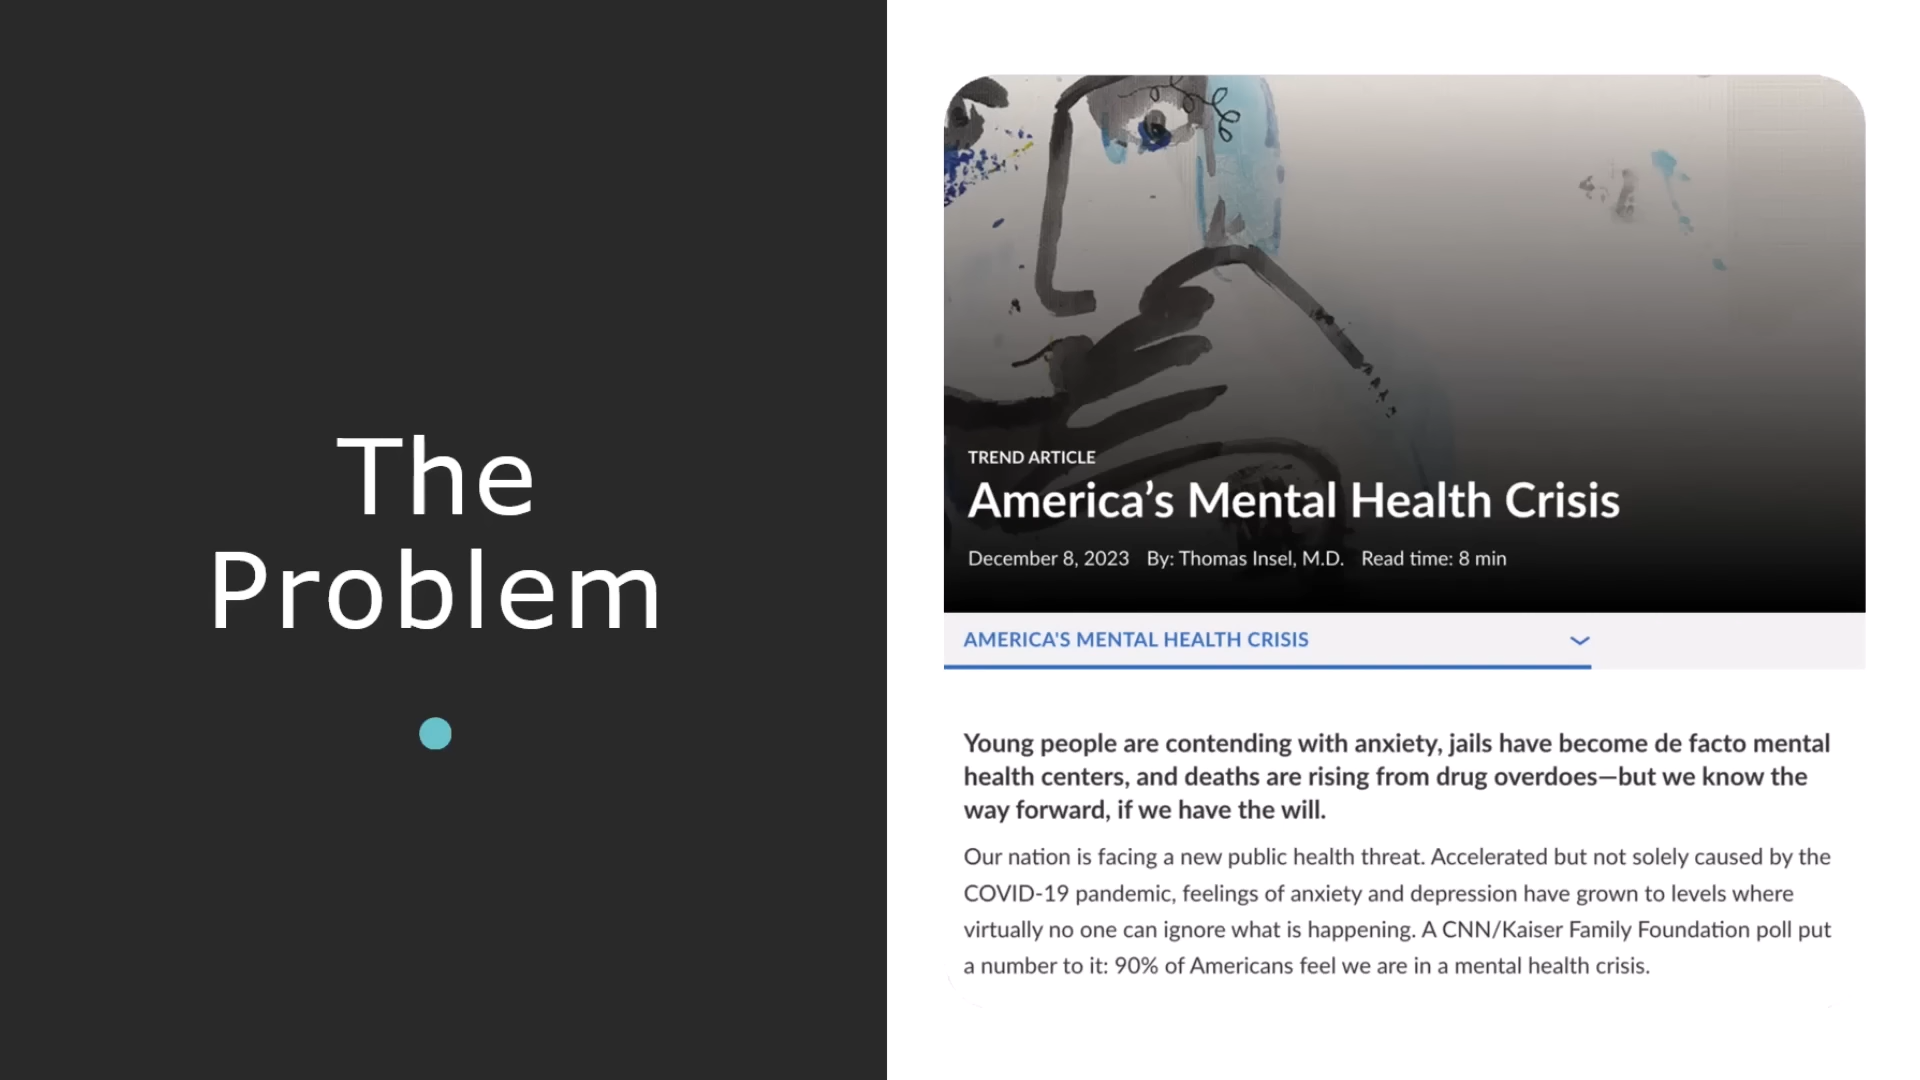 The
Problem
TREND ARTICLE
America’s Mental Health Crisis
December 8, 2023 By: Thomas Insel, M.D. Read time: 8 min
AMERICA'S MENTAL HEALTH CRISIS
Young people are contending with anxiety, jails have become de facto mental
health centers, and deaths are rising from drug overdoes—but we know the
way forward, if we have the will.
Our nation is facing a new public health threat. Accelerated but not solely caused by the
COVID-19 pandemic, feelings of anxiety and depression have grown to levels where
virtually no one can ignore what is happening. A CNN/Kaiser Family Foundation poll put
a number to it: 90% of Americans feel we are in a mental health crisis.